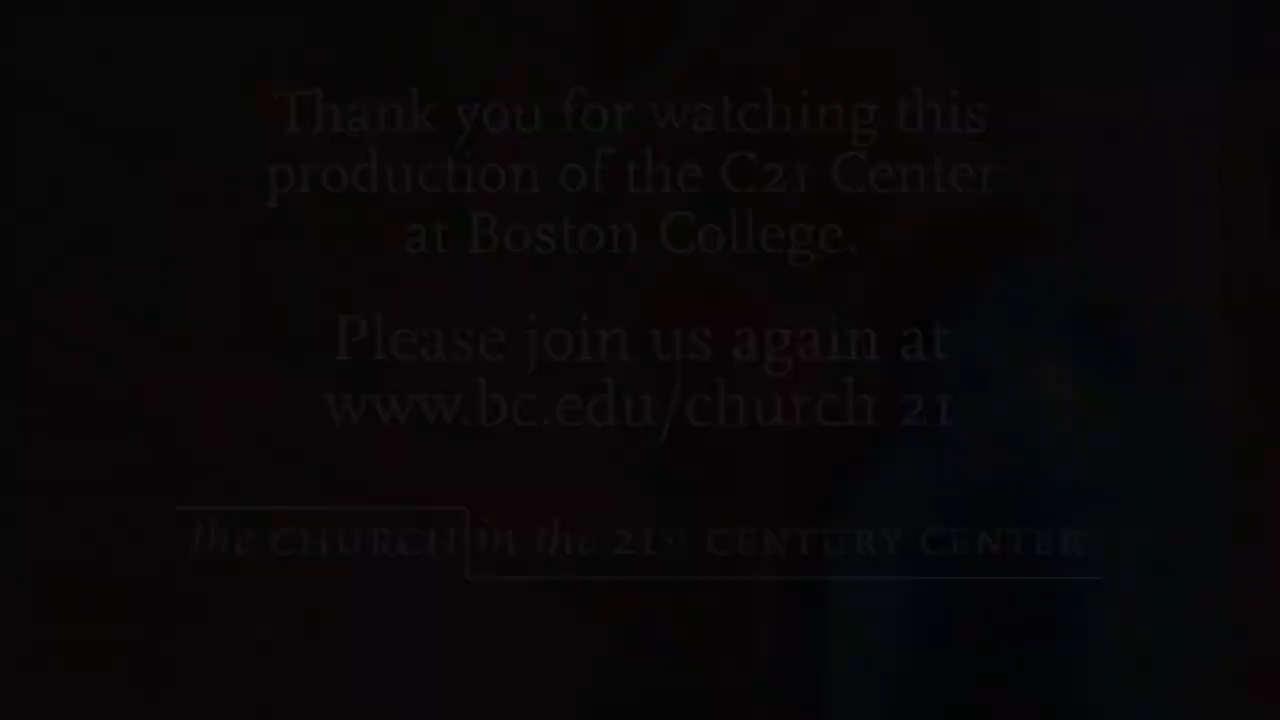 Thank you for watching this
production of the C21 Center
at Boston College.
Please join us again at
www.bc.edu/church 21
the CHURCH in the 21st CENTURY CENTER